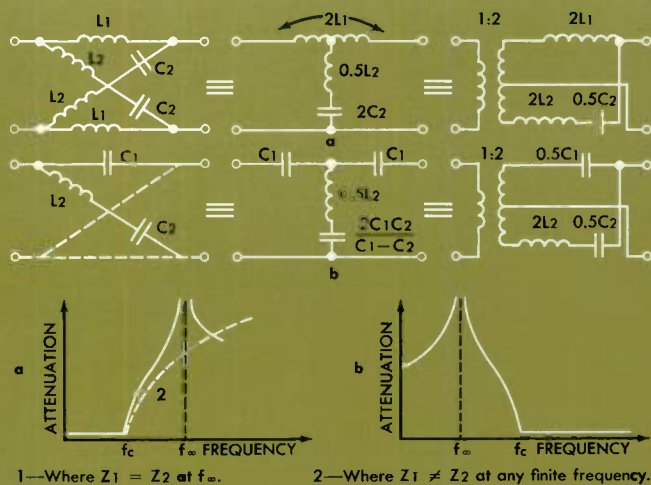 L1 2L1 1:2 2L1
L2 C2 0.5L2
L2 C2 2C2 2L2 0.5C2
L1 a
C1 C1 C1 1:2 0.5C1
L2 0.5L2
C2 2C1C2 2L2 0.5C2
C1–C2
b
ATTENUATION
a
1
2
fc f∞ FREQUENCY
ATTENUATION
b
f∞ fc FREQUENCY
1—Where Z1 = Z2 at f∞. 2—Where Z1 ≠ Z2 at any finite frequency.